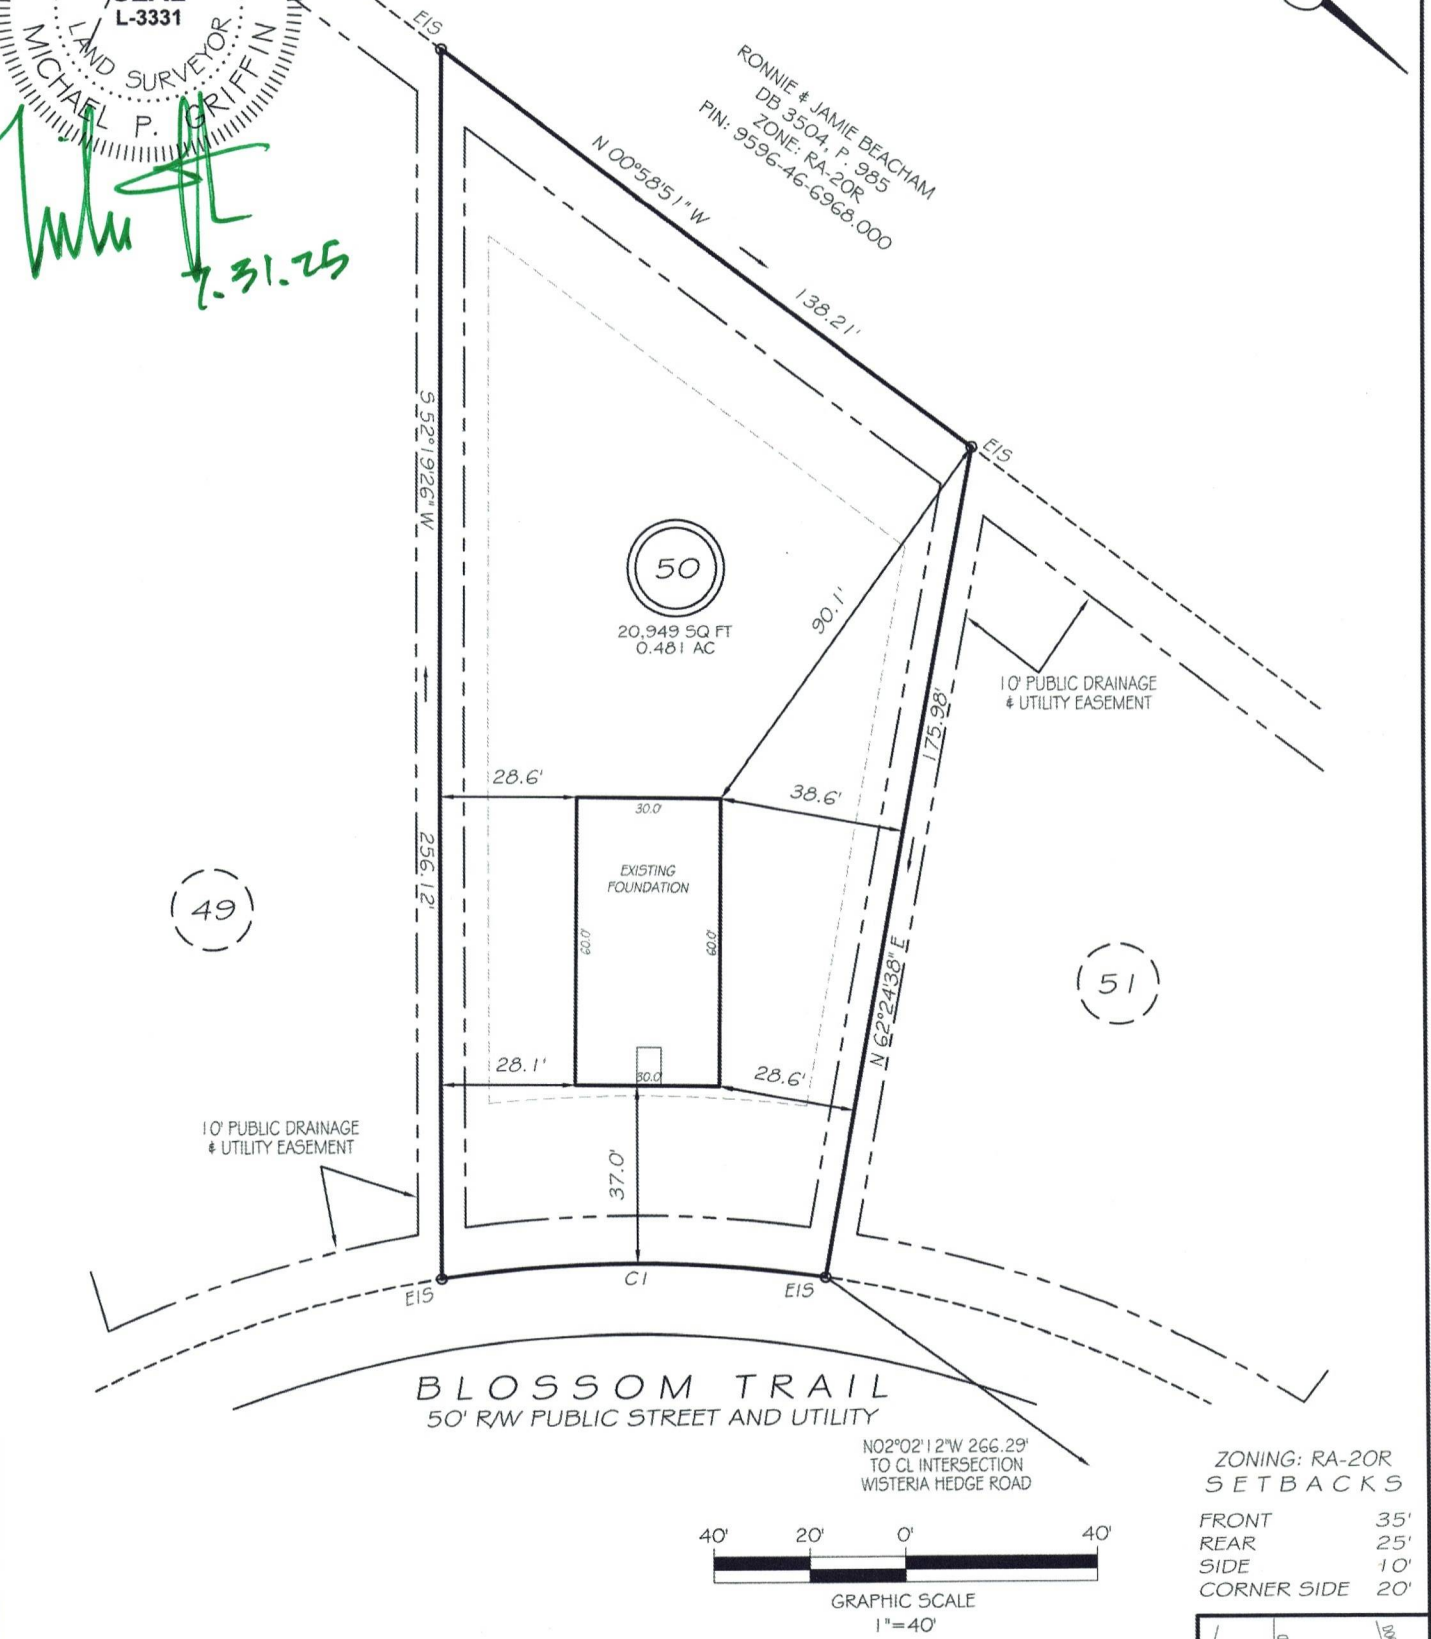 L-3331
LAND SURVEYOR
MICHAEL P. GRIFFIN
7.31.25
EIS
RONNIE & JAMIE BEACHAM
DB 3504, P. 985
ZONE: RA-20R
PIN: 9596-46-6968.000
N 00°58'51" W
138.21'
EIS
S 52°19'26" W
256.12'
50
20,949 SQ FT
0.481 AC
90.1'
10' PUBLIC DRAINAGE
& UTILITY EASEMENT
175.98'
N 62°24'38" E
28.6'
30.0'
38.6'
EXISTING
FOUNDATION
60.0'
60.0'
49
51
28.1'
30.0'
28.6'
10' PUBLIC DRAINAGE
& UTILITY EASEMENT
37.0'
C1
EIS
EIS
BLOSSOM TRAIL
50' R/W PUBLIC STREET AND UTILITY
N02°02'12"W 266.29'
TO CL INTERSECTION
WISTERIA HEDGE ROAD
ZONING: RA-20R
SETBACKS
FRONT 35'
REAR 25'
SIDE 10'
CORNER SIDE 20'
40' 20' 0' 40'
GRAPHIC SCALE
1"=40'